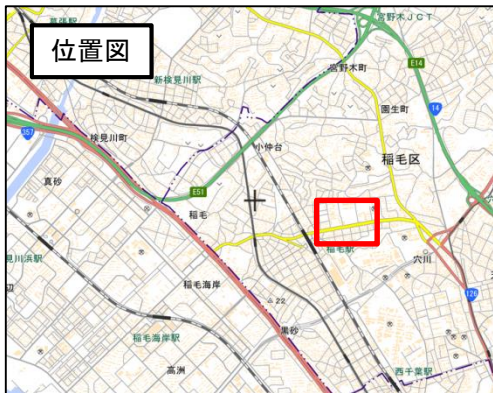 位置図
宮野木JCT
E14
新検見川駅
宮野木町
14
園生町
357
検見川町
小仲台
稲毛区
真砂
E51
稲毛
稲毛駅
穴川
見川浜駅
稲毛海岸
126
22
黒砂
稲毛海岸駅
高洲
西千葉駅